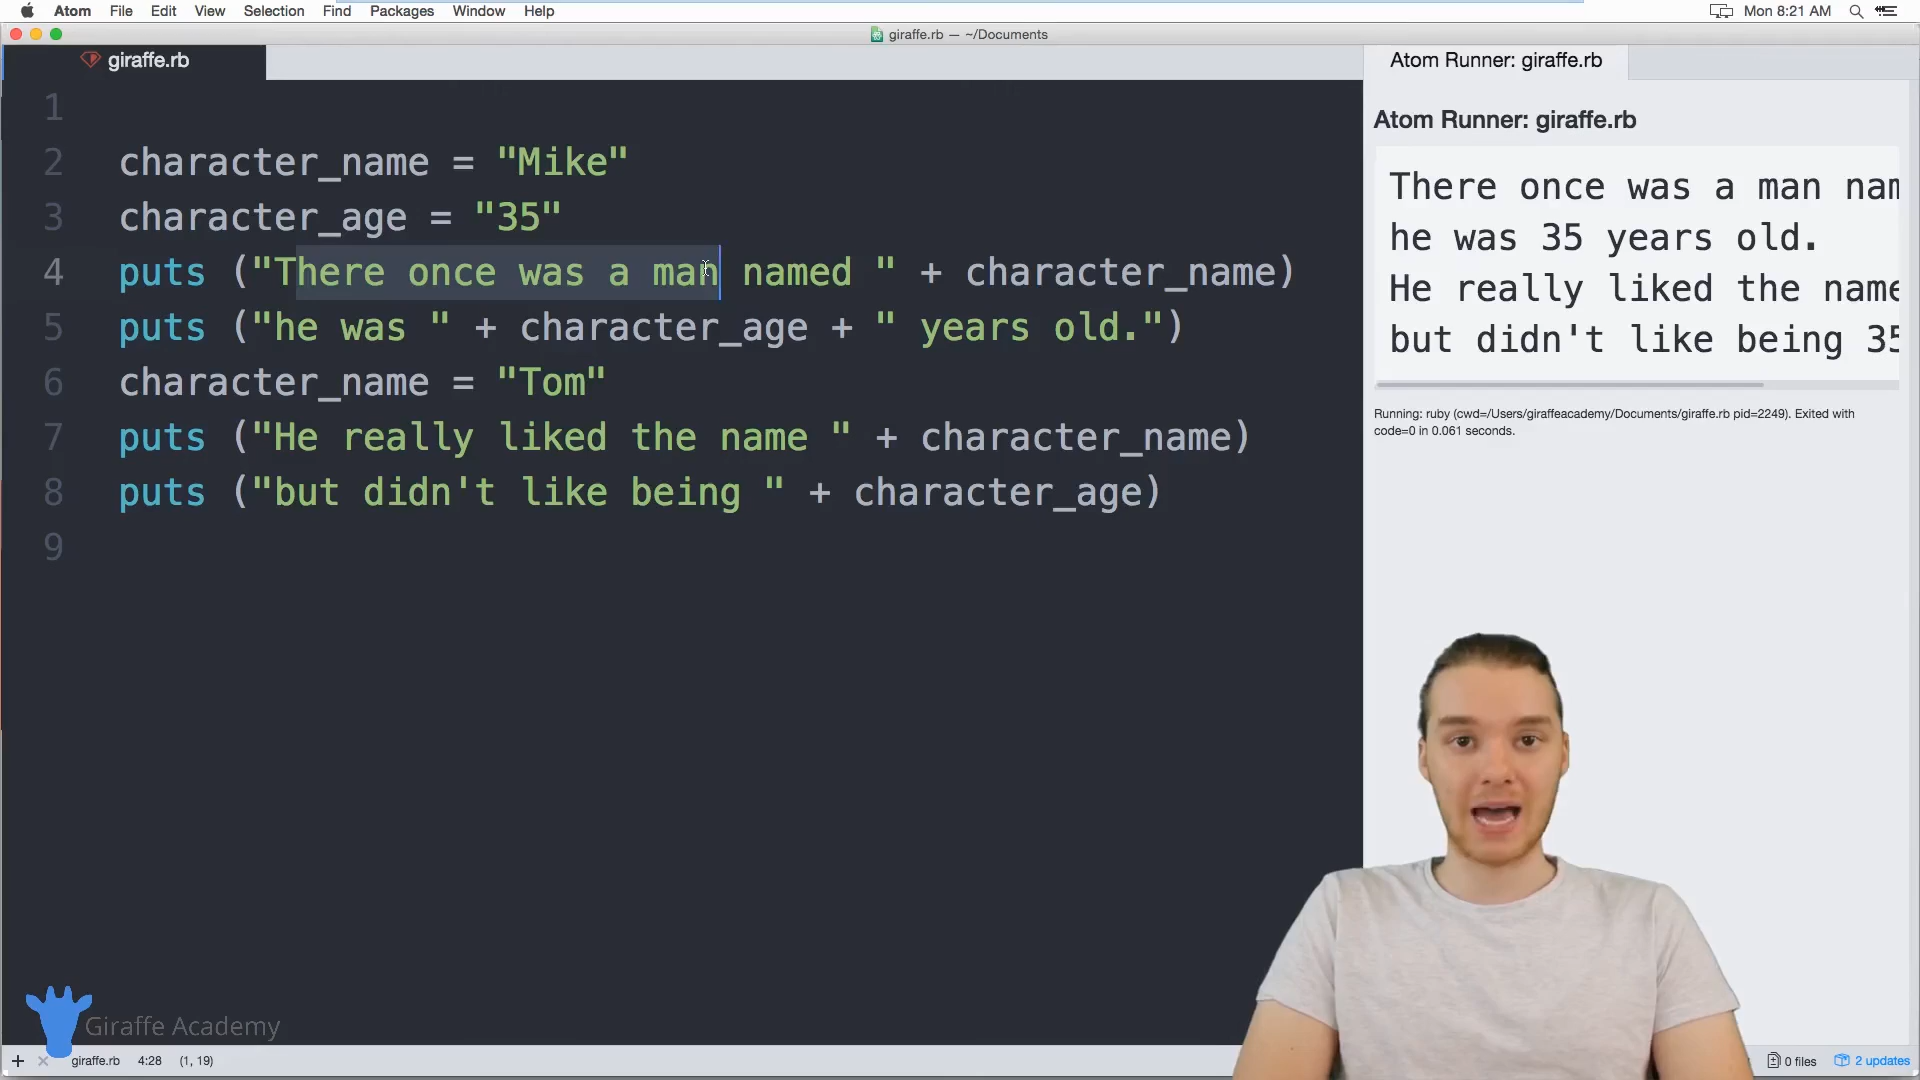 Atom File Edit View Selection Find Packages Window Help Mon 8:21 AM
giraffe.rb — ~/Documents
giraffe.rb
Atom Runner: giraffe.rb
1
2 character_name = "Mike"
3 character_age = "35"
4 puts ("There once was a man named " + character_name)
5 puts ("he was " + character_age + " years old.")
6 character_name = "Tom"
7 puts ("He really liked the name " + character_name)
8 puts ("but didn't like being " + character_age)
9
Atom Runner: giraffe.rb
There once was a man nam
he was 35 years old.
He really liked the name
but didn't like being 35
Running: ruby (cwd=/Users/giraffeacademy/Documents/giraffe.rb pid=2249). Exited with
code=0 in 0.061 seconds.
Giraffe Academy
giraffe.rb 4:28 (1, 19) 0 files 2 updates